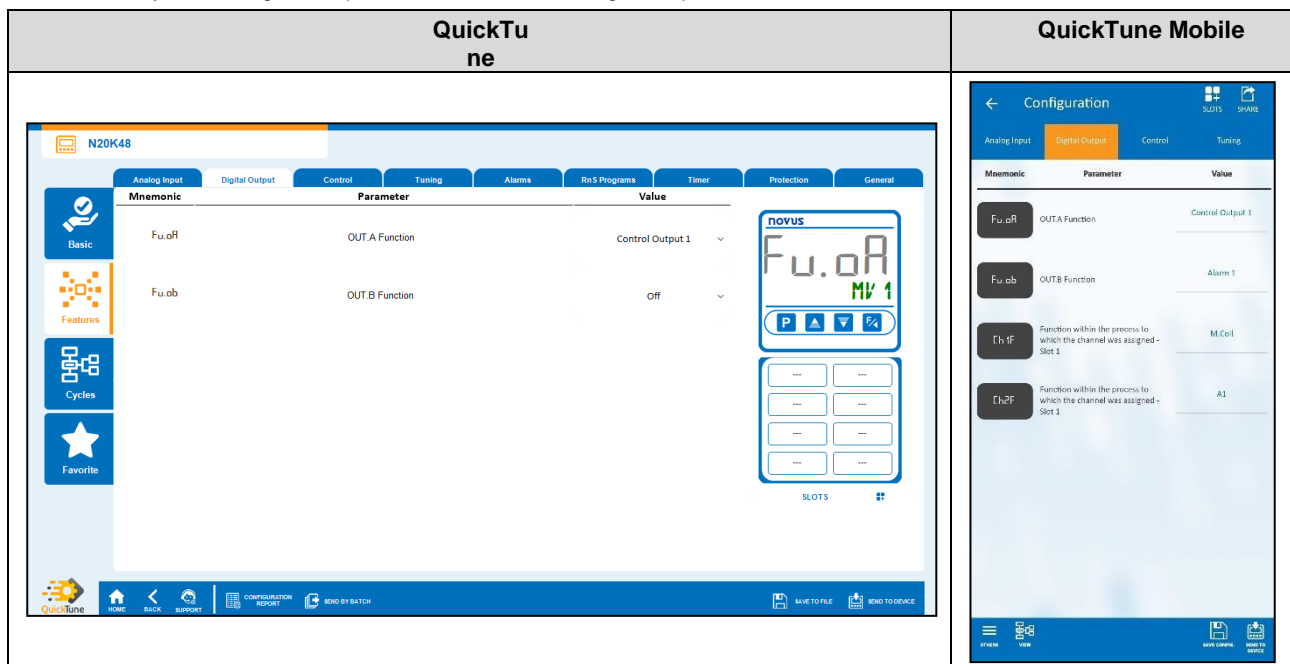 QuickTu
ne
QuickTune Mobile
N20K48
Analog Input Digital Output Control Tuning Alarms RnS Programs Timer Protection General
Mnemonic Parameter Value
Basic
Features
Cycles
Favorite
Fu.oA OUT.A Function Control Output 1
Fu.ob OUT.B Function Off
novus
Fu.oA
MV 1
P F/
--- ---
--- ---
--- ---
--- ---
SLOTS
QuickTune
HOME BACK SUPPORT CONFIGURATION REPORT SEND BY BATCH SAVE TO FILE SEND TO DEVICE
Configuration
SLOTS SHARE
Analog Input Digital Output Control Tuning
Mnemonic Parameter Value
Fu.oA OUT.A Function Control Output 1
Fu.ob OUT.B Function Alarm 1
Ch1F Function within the process to
which the channel was assigned -
Slot 1
M.Coil
Ch2F Function within the process to
which the channel was assigned -
Slot 1
A1
OTHERS VIEW SAVE CONFIG. SEND TO
DEVICE